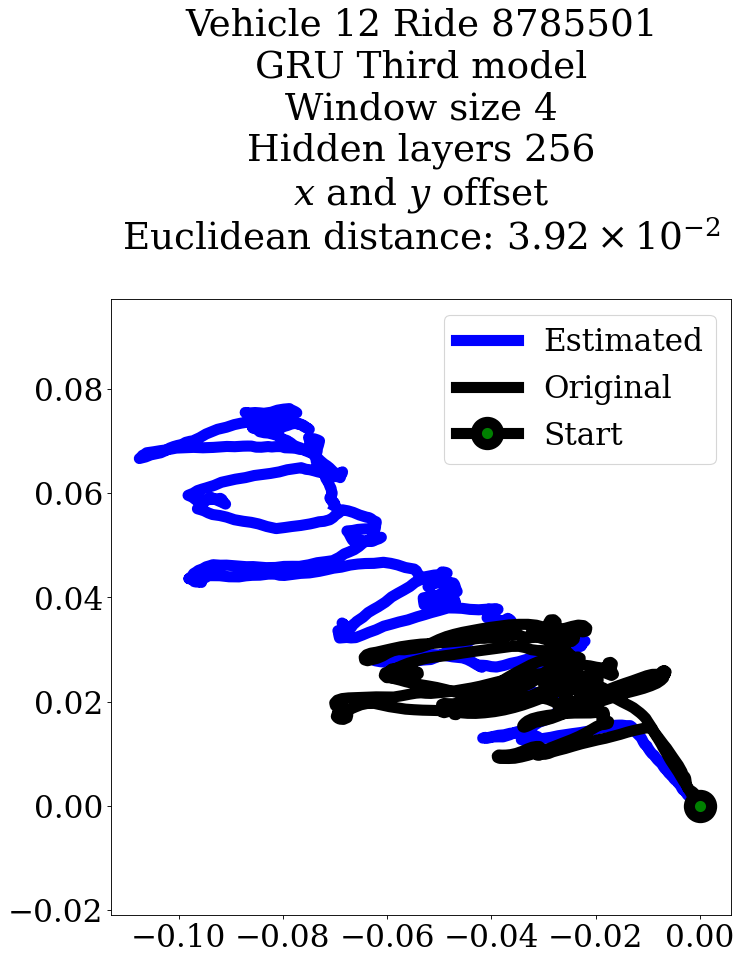 Vehicle 12 Ride 8785501
GRU Third model
Window size 4
Hidden layers 256
x and y offset
Euclidean distance: 3.92 × 10⁻²
Estimated
Original
Start
0.08
0.06
0.04
0.02
0.00
−0.02
−0.10 −0.08 −0.06 −0.04 −0.02 0.00